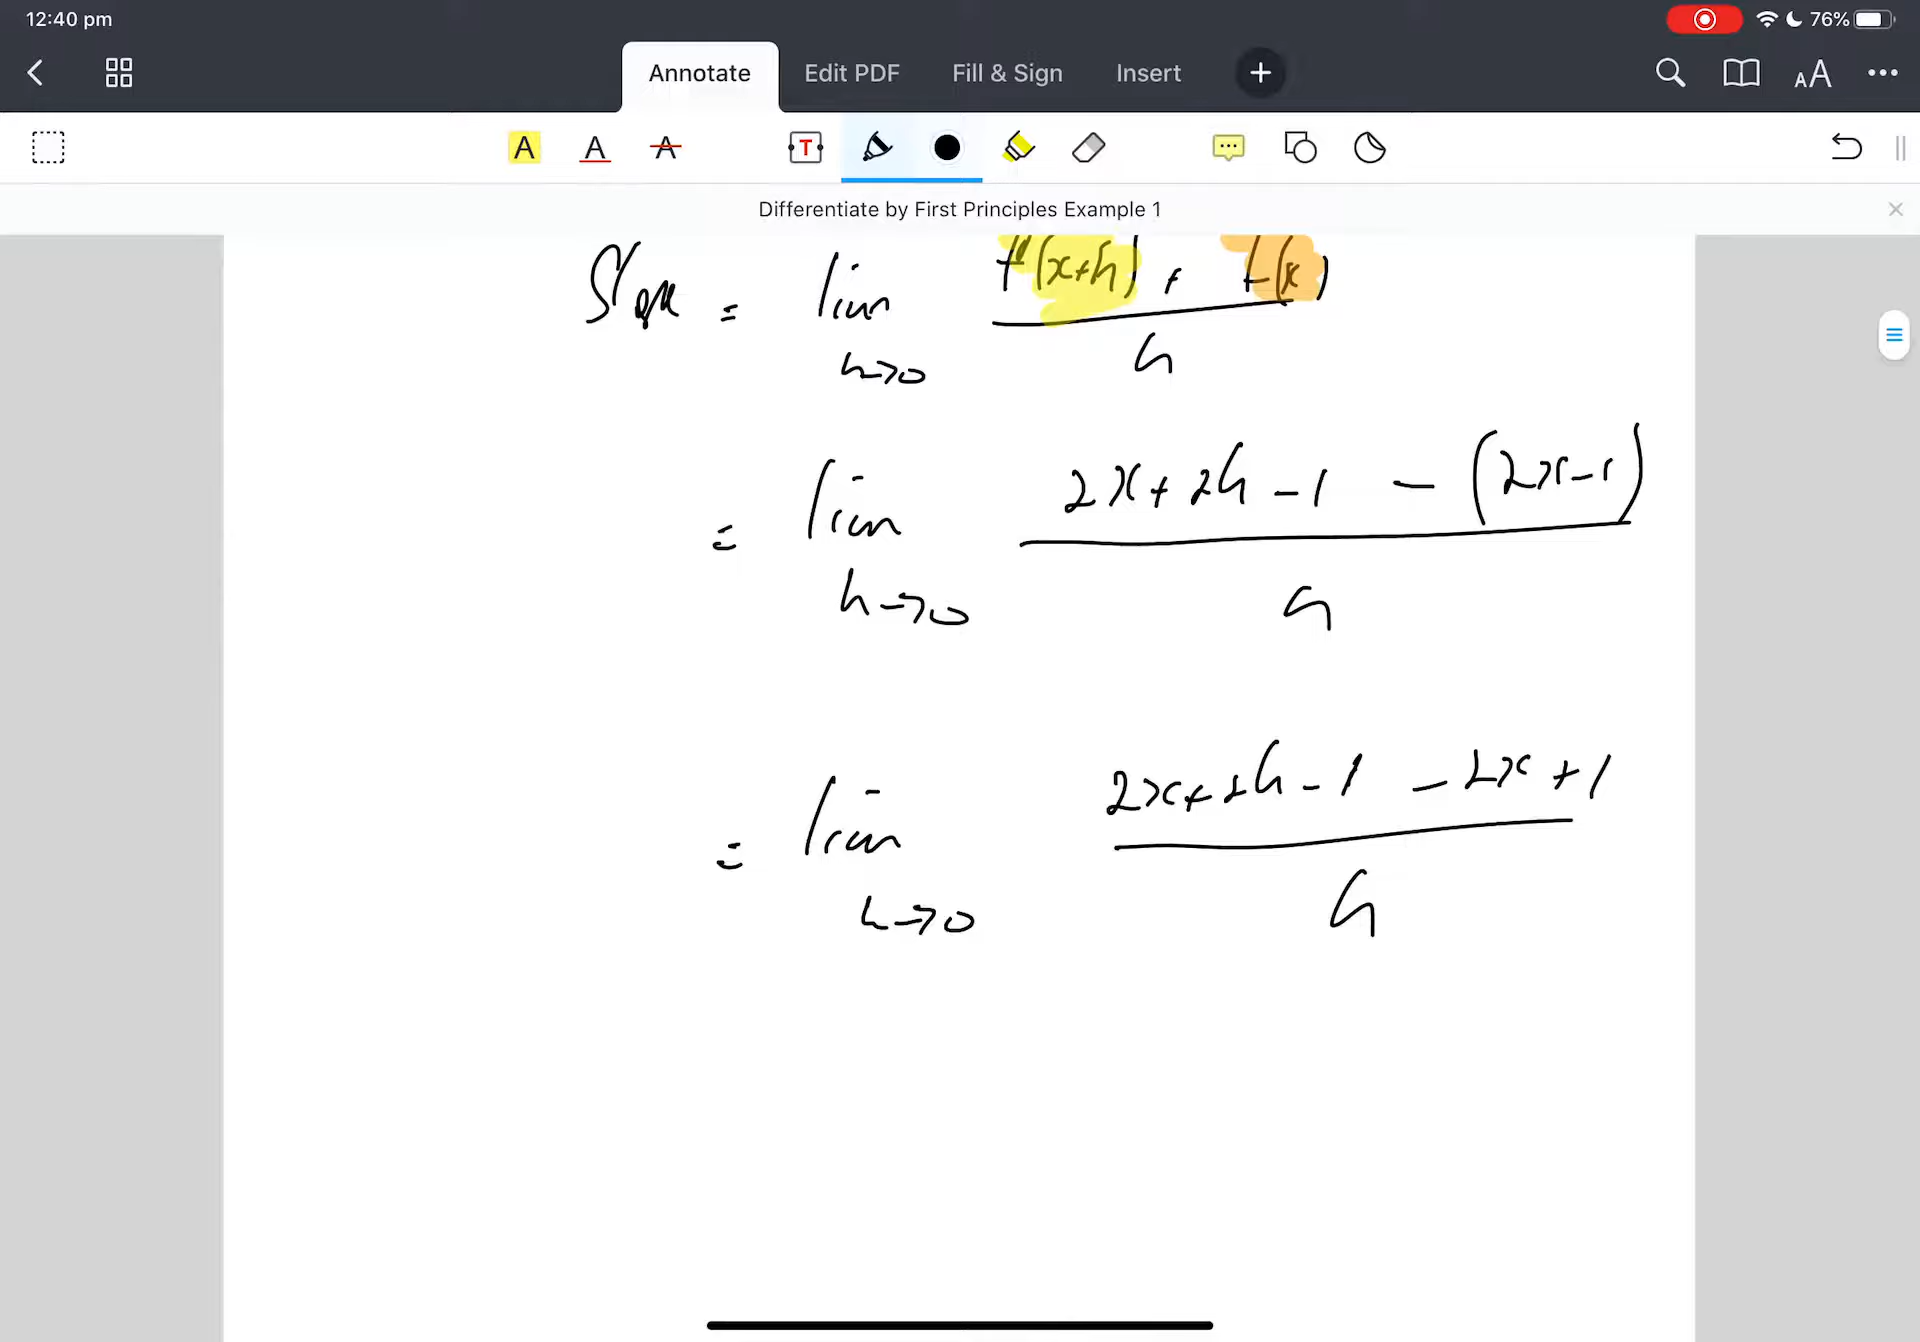 12:40 pm 76%
Annotate Edit PDF Fill & Sign Insert
Differentiate by First Principles Example 1
Slope = lim h→0 f(x+h) - f(x) / h
= lim h→0 2x+2h-1 - (2x-1) / h
= lim h→0 2x+2h-1 -2x+1 / h